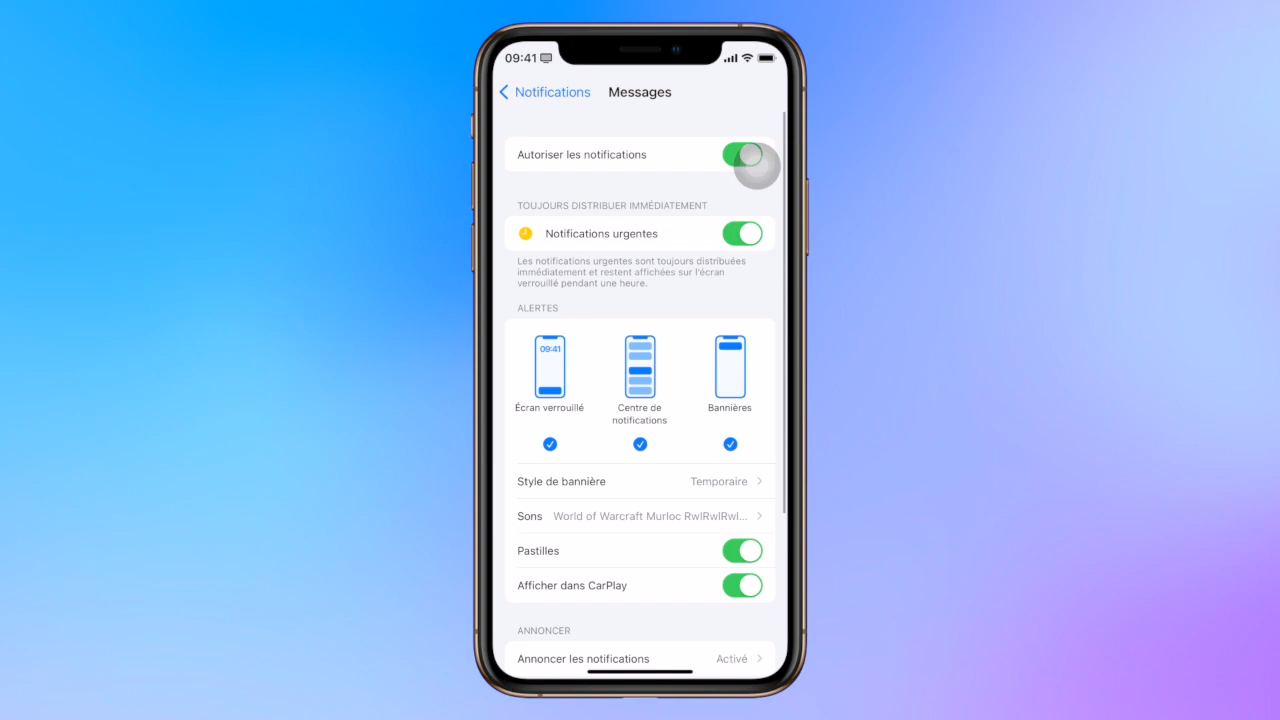 09:41
Notifications Messages
Autoriser les notifications
TOUJOURS DISTRIBUER IMMÉDIATEMENT
Notifications urgentes
Les notifications urgentes sont toujours distribuées
immédiatement et restent affichées sur l'écran
verrouillé pendant une heure.
ALERTES
09:41
Écran verrouillé
Centre de
notifications
Bannières
Style de bannière Temporaire
Sons World of Warcraft Murloc RwlRwlRwl...
Pastilles
Afficher dans CarPlay
ANNONCER
Annoncer les notifications Activé